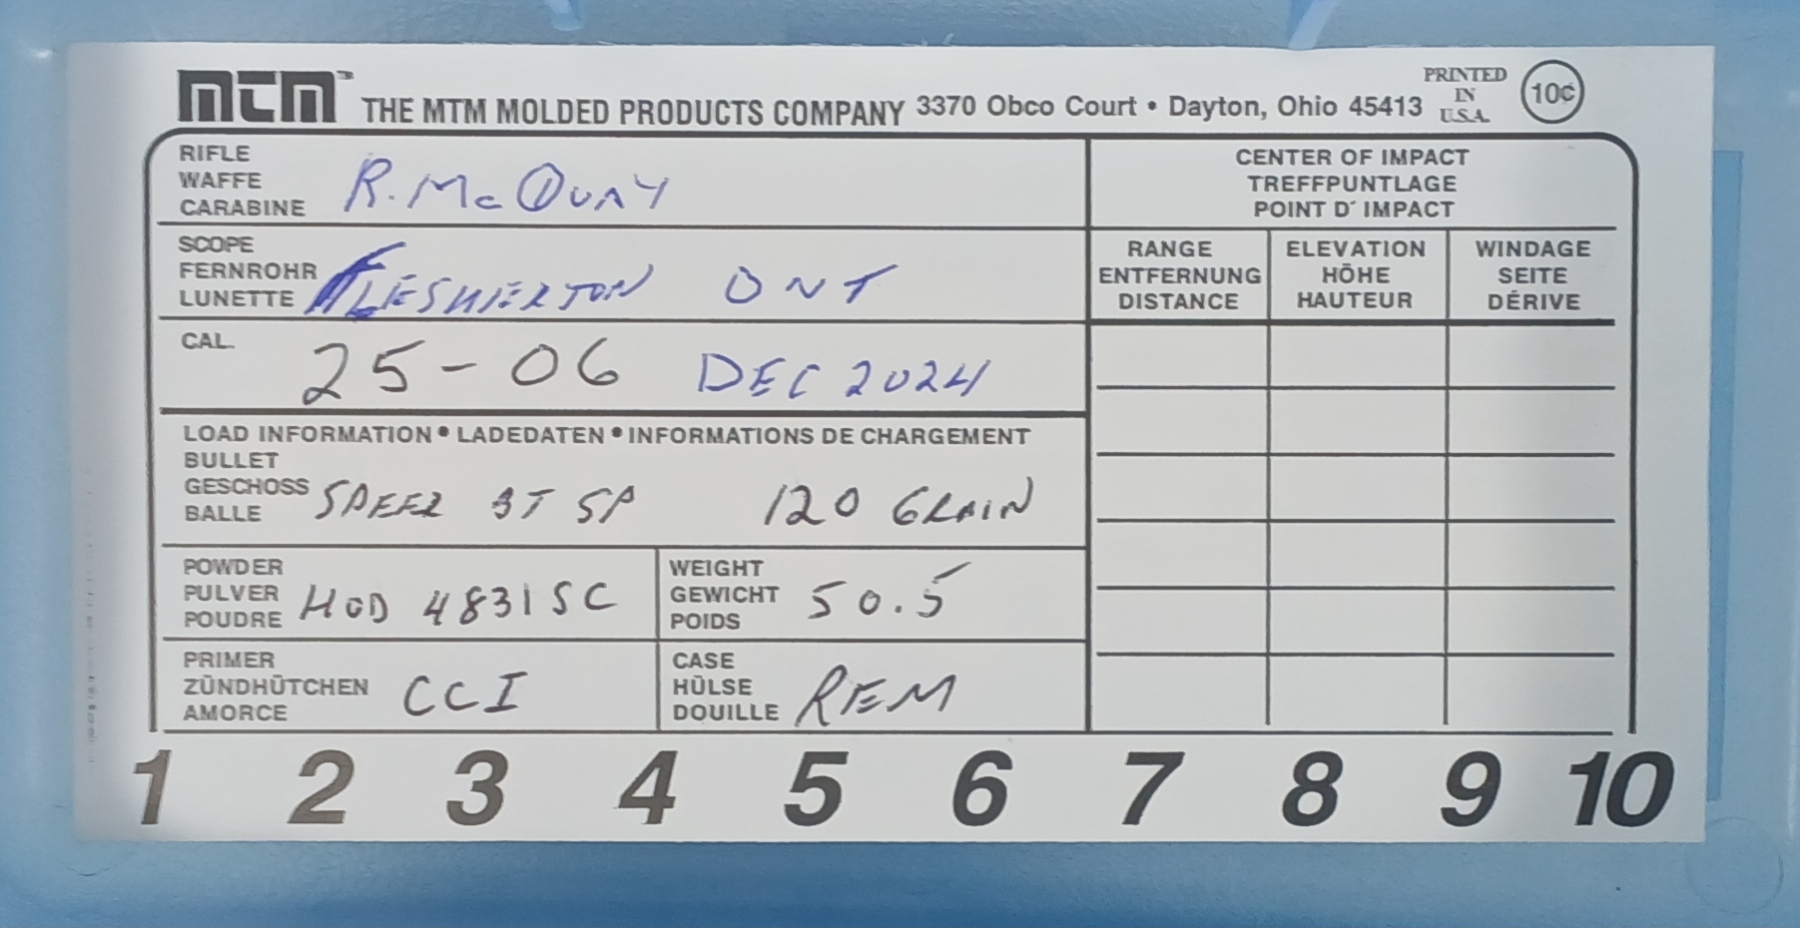 MTM™ THE MTM MOLDED PRODUCTS COMPANY 3370 Obco Court • Dayton, Ohio 45413 PRINTED IN U.S.A. 10¢
RIFLE
WAFFE
CARABINE
R. McQUAY
SCOPE
FERNROHR
LUNETTE
FLESHERTON ONT
CAL.
25-06 DEC 2024
LOAD INFORMATION • LADEDATEN • INFORMATIONS DE CHARGEMENT
BULLET
GESCHOSS
BALLE
SPEER BT SP 120 GRAIN
POWDER
PULVER
POUDRE
HOD 4831SC
WEIGHT
GEWICHT
POIDS
50.5
PRIMER
ZÜNDHÜTCHEN
AMORCE
CCI
CASE
HÜLSE
DOUILLE
REM
CENTER OF IMPACT
TREFFPUNTLAGE
POINT D´ IMPACT
RANGE
ENTFERNUNG
DISTANCE
ELEVATION
HÖHE
HAUTEUR
WINDAGE
SEITE
DÉRIVE
1 2 3 4 5 6 7 8 9 10